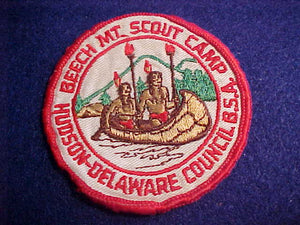 BEECH MT. SCOUT CAMP
HUDSON-DELAWARE COUNCIL B.S.A.